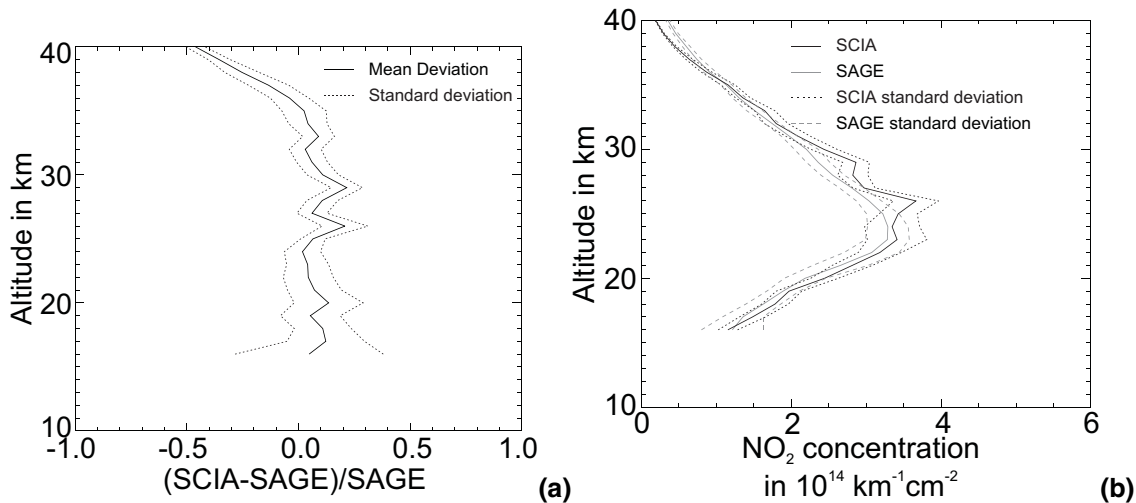 40
30
20
10
Altitude in km
-1.0 -0.5 0.0 0.5 1.0
(SCIA-SAGE)/SAGE
Mean Deviation
Standard deviation
(a)
40
30
20
10
Altitude in km
0 2 4 6
NO₂ concentration
in 10¹⁴ km⁻¹cm⁻²
SCIA
SAGE
SCIA standard deviation
SAGE standard deviation
(b)